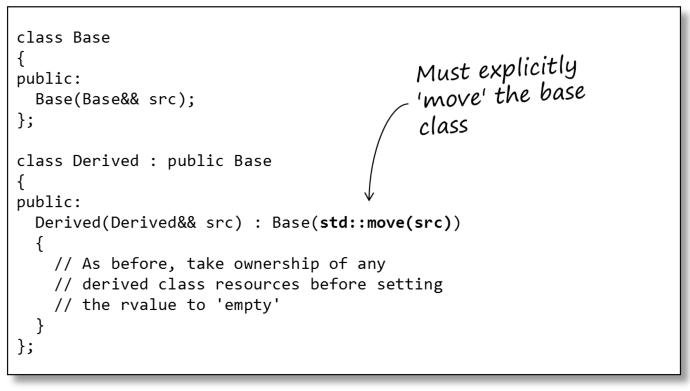 class Base
{
public:
  Base(Base&& src);
};
Must explicitly
'move' the base
class
class Derived : public Base
{
public:
  Derived(Derived&& src) : Base(std::move(src))
  {
    // As before, take ownership of any
    // derived class resources before setting
    // the rvalue to 'empty'
  }
};